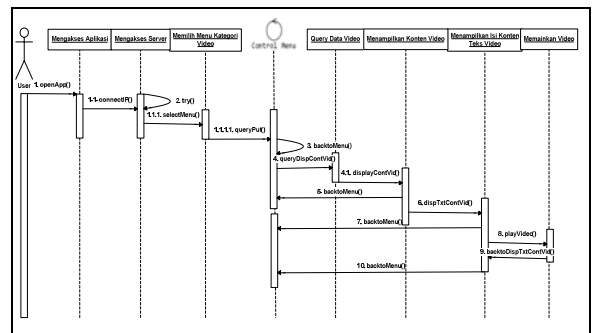 Mengakses Aplikasi
Mengakses Server
Memilih Menu Kategori
Video
Control Menu
Query Data Video
Menampilkan Konten Video
Menampilkan Isi Konten
Teks Video
Memainkan Video
User
1. openApp()
1.1. connectIP()
2. try()
1.1.1. selectMenu()
1.1.1.1. queryPut()
3. backtoMenu()
4. queryDispContVid()
4.1. displayContVid()
5. backtoMenu()
6. dispTxtContVid()
7. backtoMenu()
8. playVideo()
9. backtoDispTxtContVid()
10. backtoMenu()